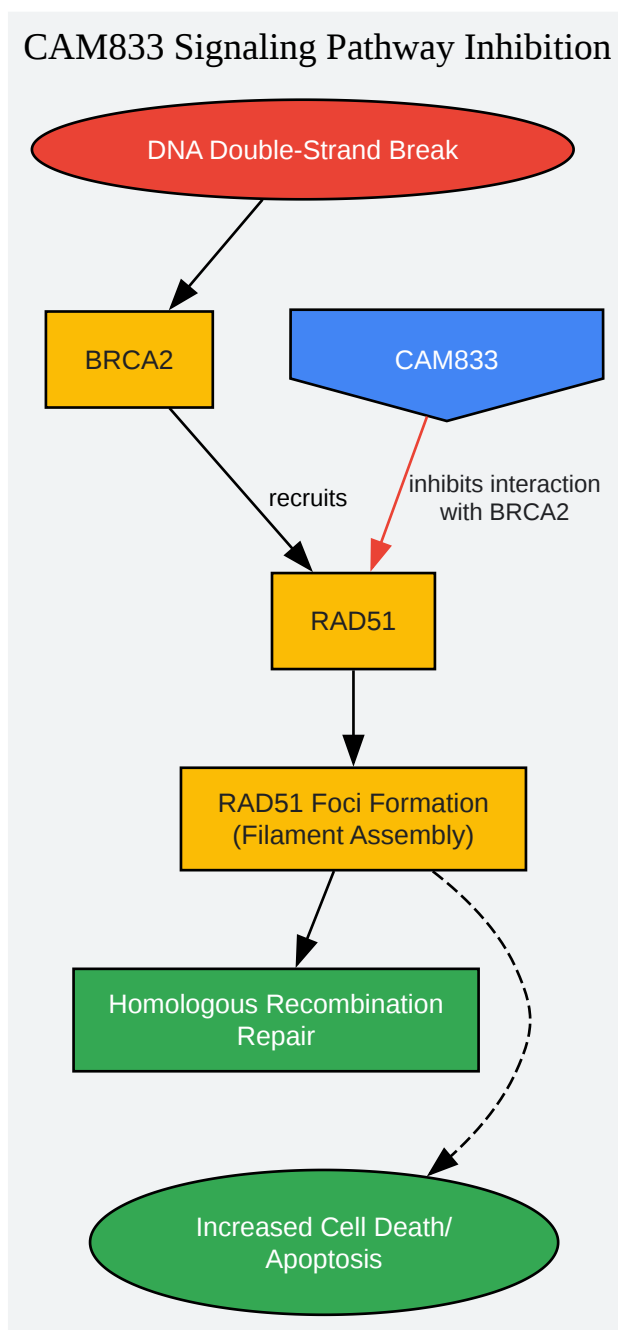 CAM833 Signaling Pathway Inhibition
DNA Double-Strand Break
BRCA2
CAM833
recruits
inhibits interaction
with BRCA2
RAD51
RAD51 Foci Formation
(Filament Assembly)
Homologous Recombination
Repair
Increased Cell Death/
Apoptosis